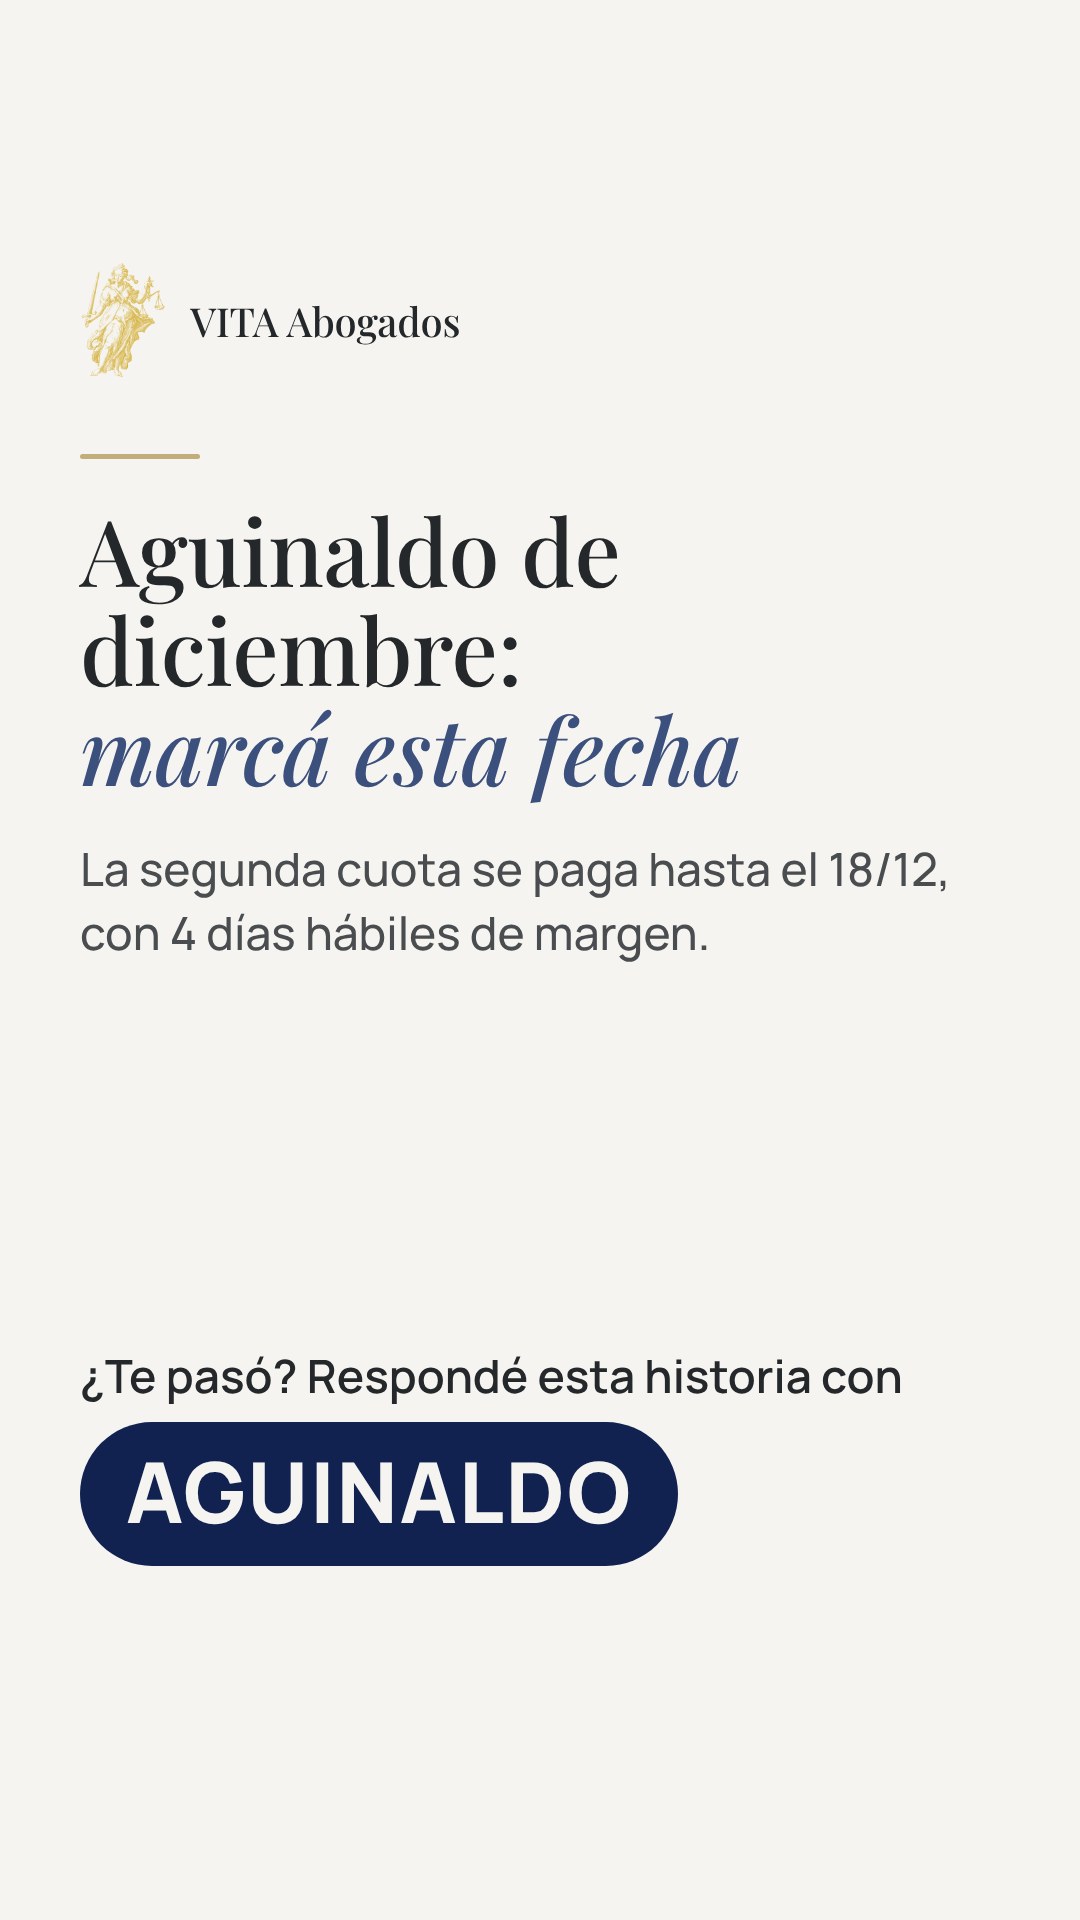 VITA Abogados
Aguinaldo de
diciembre:
marcá esta fecha
La segunda cuota se paga hasta el 18/12,
con 4 días hábiles de margen.
¿Te pasó? Respondé esta historia con
AGUINALDO